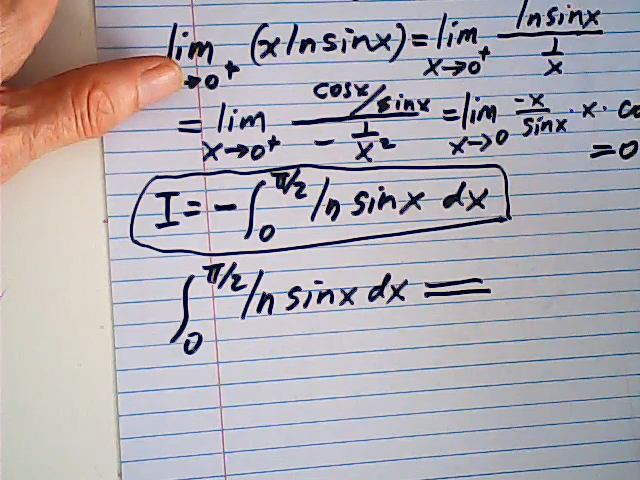 lim x→0⁺ (x ln sin x) = lim x→0⁺ ln sin x / (1/x)
= lim x→0⁺ (cos x / sin x) / (− 1/x²) = lim x→0 −x/sin x · x ·
= 0
I = − ∫₀^{π/2} ln sin x dx
∫₀^{π/2} ln sin x dx =